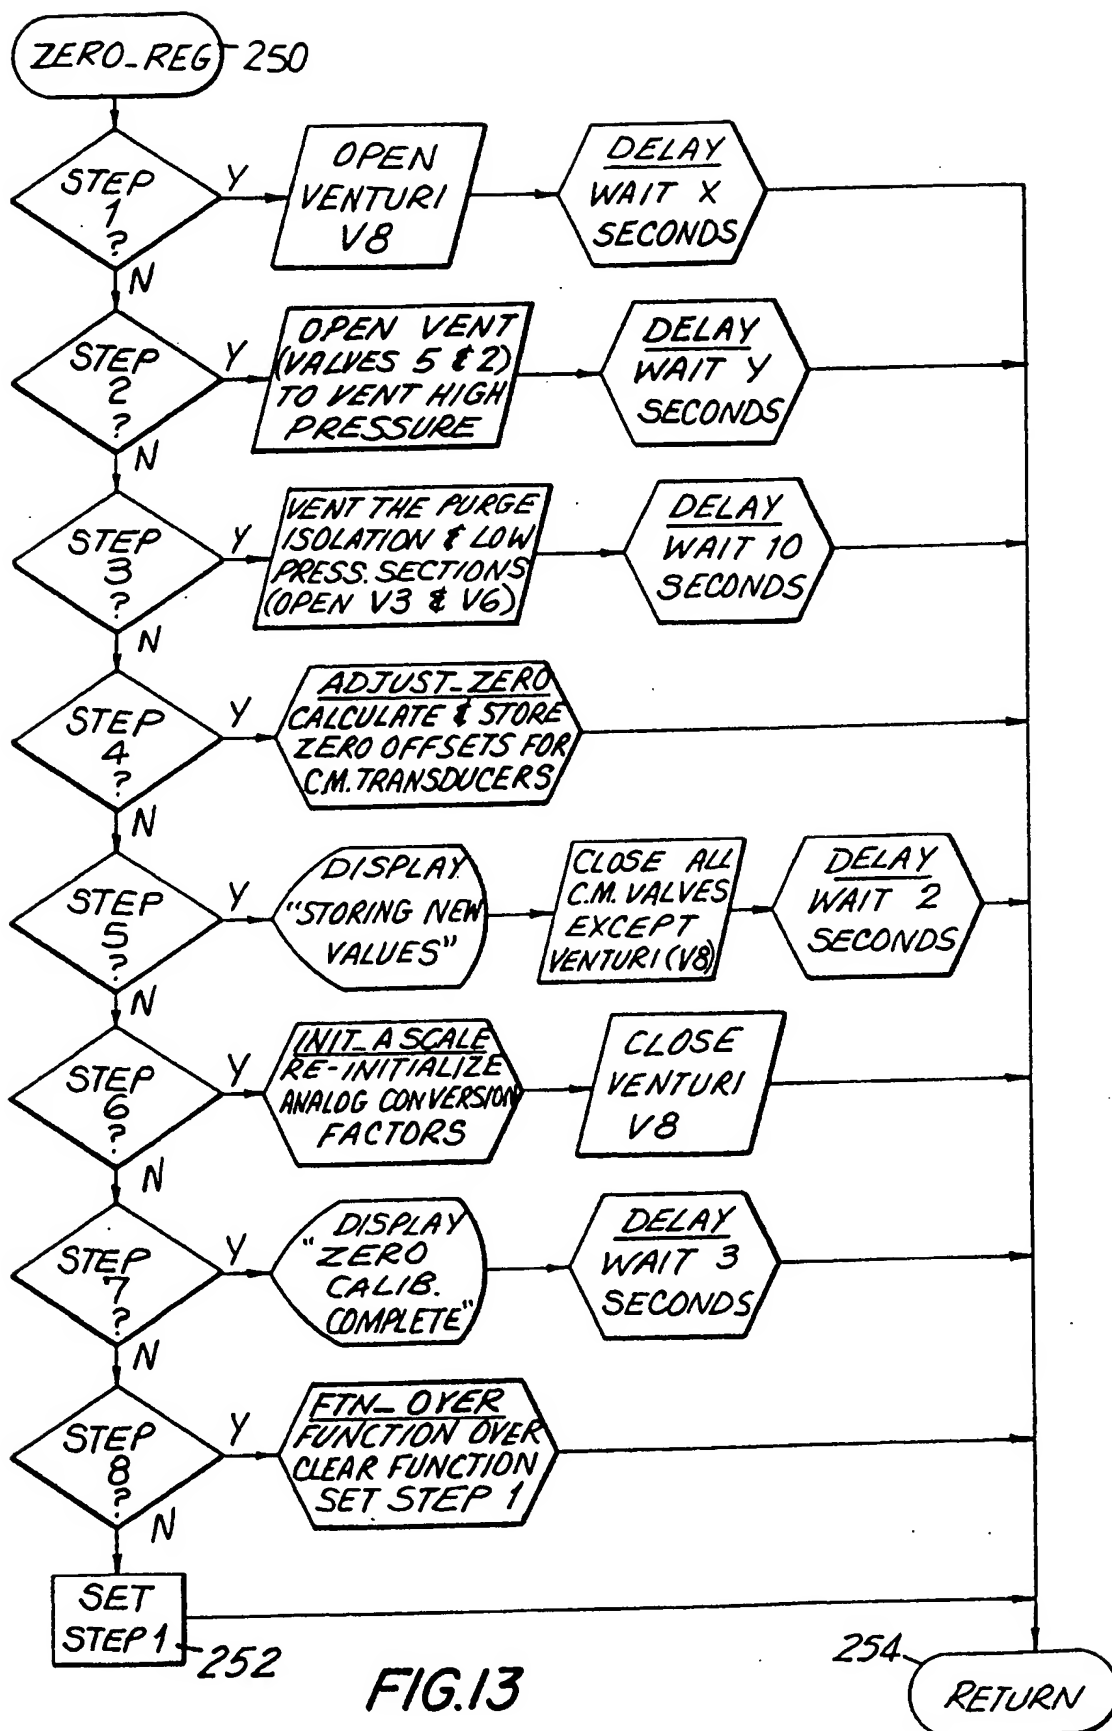 ZERO_REG
250
STEP
1
?
Y
N
OPEN
VENTURI
V8
DELAY
WAIT X
SECONDS
STEP
2
?
Y
N
OPEN VENT
(VALVES 5 & 2)
TO VENT HIGH
PRESSURE
DELAY
WAIT Y
SECONDS
STEP
3
?
Y
N
VENT THE PURGE
ISOLATION & LOW
PRESS. SECTIONS
(OPEN V3 & V6)
DELAY
WAIT 10
SECONDS
STEP
4
?
Y
N
ADJUST_ZERO
CALCULATE & STORE
ZERO OFFSETS FOR
C.M. TRANSDUCERS
STEP
5
?
Y
N
DISPLAY
"STORING NEW
VALUES"
CLOSE ALL
C.M. VALVES
EXCEPT
VENTURI (V8)
DELAY
WAIT 2
SECONDS
STEP
6
?
Y
N
INIT_A SCALE
RE-INITIALIZE
ANALOG CONVERSION
FACTORS
CLOSE
VENTURI
V8
STEP
7
?
Y
N
DISPLAY
"ZERO
CALIB.
COMPLETE"
DELAY
WAIT 3
SECONDS
STEP
8
?
Y
N
FTN_OVER
FUNCTION OVER
CLEAR FUNCTION
SET STEP 1
SET
STEP 1
252
254
RETURN
FIG.13